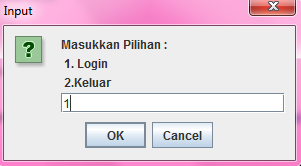 Input
Masukkan Pilihan :
1. Login
2.Keluar
1
OK
Cancel